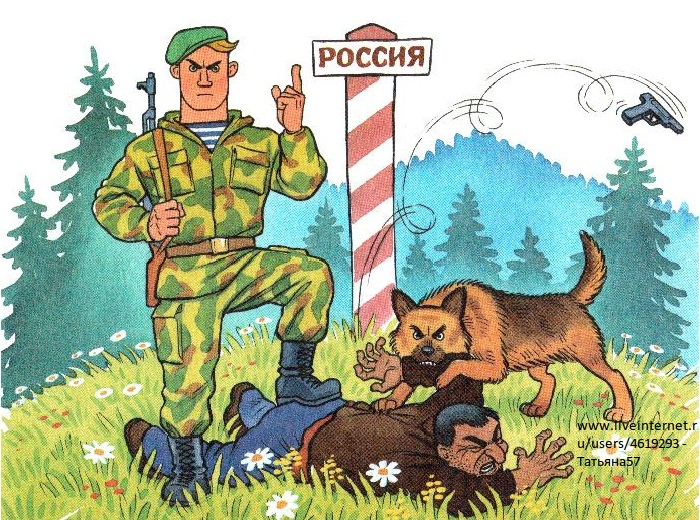 РОССИЯ
www.liveinternet.r
u/users/4619293 -
Татьяна57